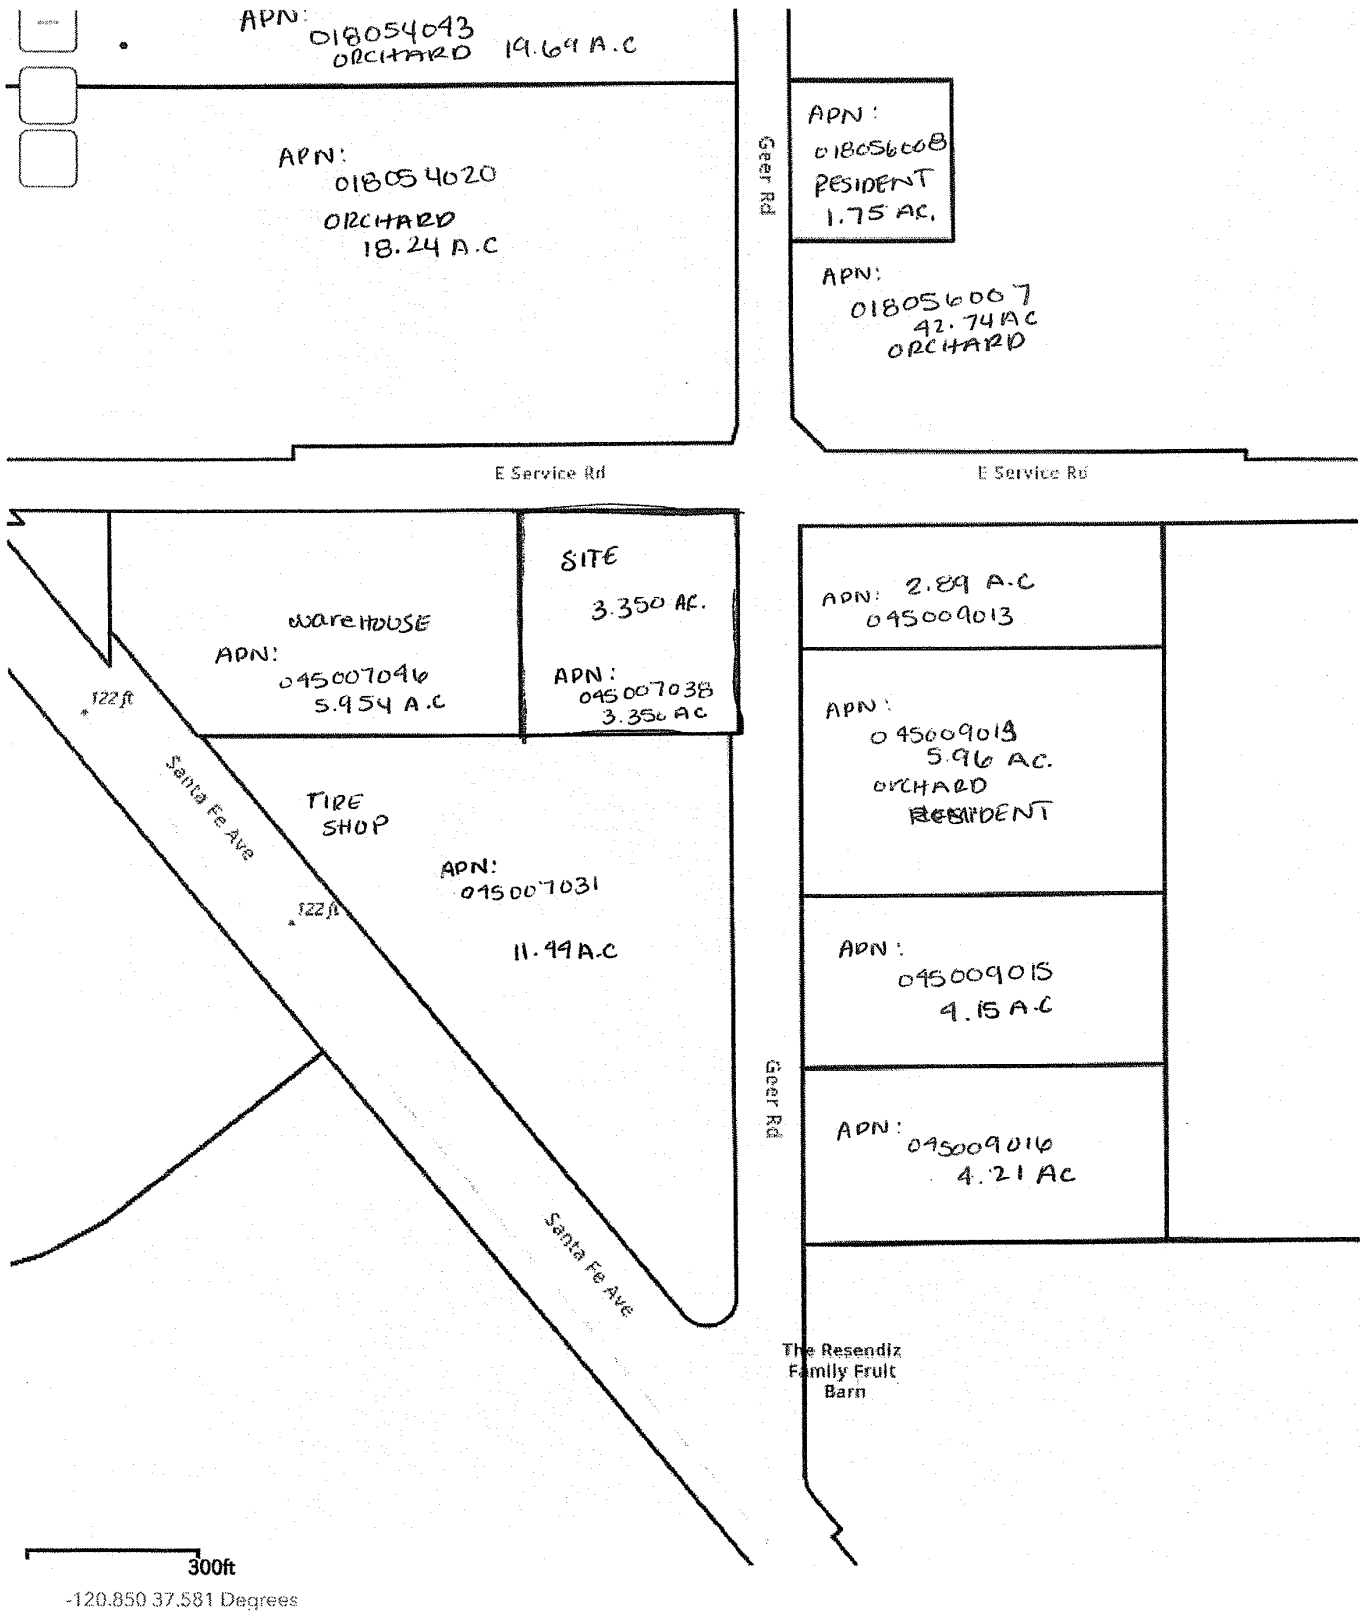 APN:
018054043
ORCHARD 19.69 A.C
APN:
018054020
ORCHARD
18.24 A.C
Geer Rd
APN:
018056008
RESIDENT
1.75 AC.
APN:
018056007
42.74 AC
ORCHARD
E Service Rd
E Service Rd
WareHOUSE
APN:
045007046
5.954 A.C
SITE
3.350 AC.
APN:
045007038
3.350 AC
APN: 2.89 A.C
045009013
APN:
5.96 AC.
OrCHARD
RESIDENT
122 ft
Santa Fe Ave
TIRE
SHOP
APN:
045007031
11.44 A.C
122 ft
APN:
045009015
4.15 A.C
Geer Rd
APN:
045009016
4.21 AC
Santa Fe Ave
The Resendiz
Family Fruit
Barn
300ft
-120.850 37.581 Degrees